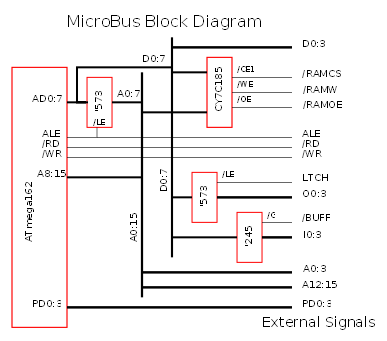 MicroBus Block Diagram
D0:7
D0:3
/CE1
/RAMCS
/WE
/RAMW
/OE
/RAMOE
CY7C185
AD0:7
'573
A0:7
/LE
ALE
ALE
/RD
/RD
/WR
/WR
A8:15
D0:7
/LE
LTCH
'573
O0:3
ATmega162
A0:15
/G
/BUFF
'245
I0:3
A0:3
A12:15
PD0:3
PD0:3
External Signals